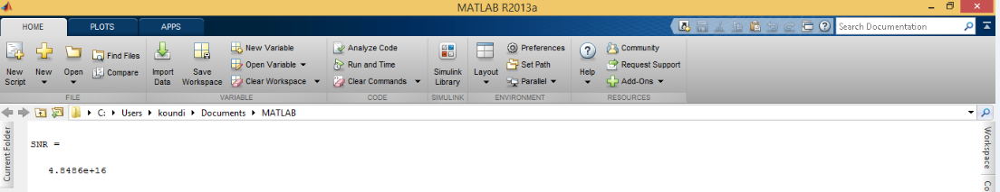 MATLAB R2013a
HOME PLOTS APPS
Search Documentation
New Script
New
Open
Find Files
Compare
FILE
Import Data
Save Workspace
New Variable
Open Variable
Clear Workspace
VARIABLE
Analyze Code
Run and Time
Clear Commands
CODE
Simulink Library
SIMULINK
Layout
Preferences
Set Path
Parallel
ENVIRONMENT
Help
Community
Request Support
Add-Ons
RESOURCES
C: Users koundi Documents MATLAB
Current Folder
SNR =
4.8486e+16
Workspace
Co